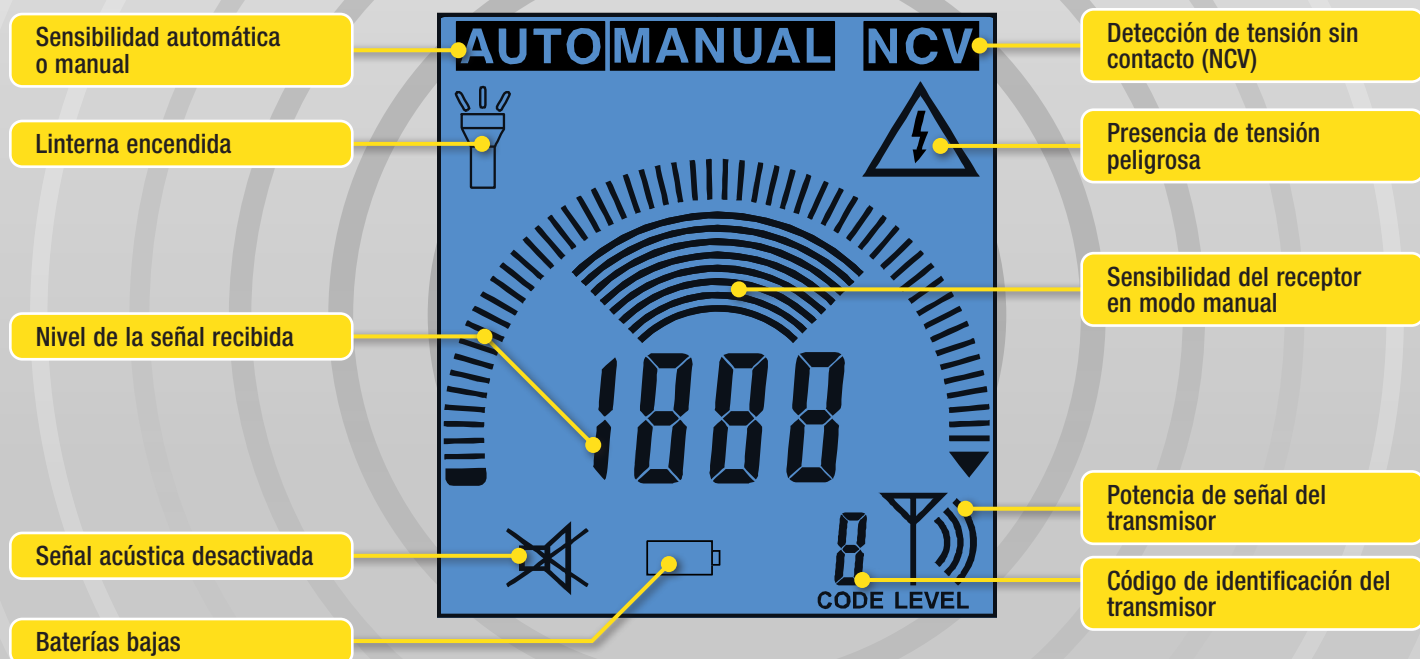 Sensibilidad automática
o manual
Linterna encendida
Nivel de la señal recibida
Señal acústica desactivada
Baterías bajas
AUTO MANUAL NCV
1888
8
CODE LEVEL
Detección de tensión sin
contacto (NCV)
Presencia de tensión
peligrosa
Sensibilidad del receptor
en modo manual
Potencia de señal del
transmisor
Código de identificación del
transmisor